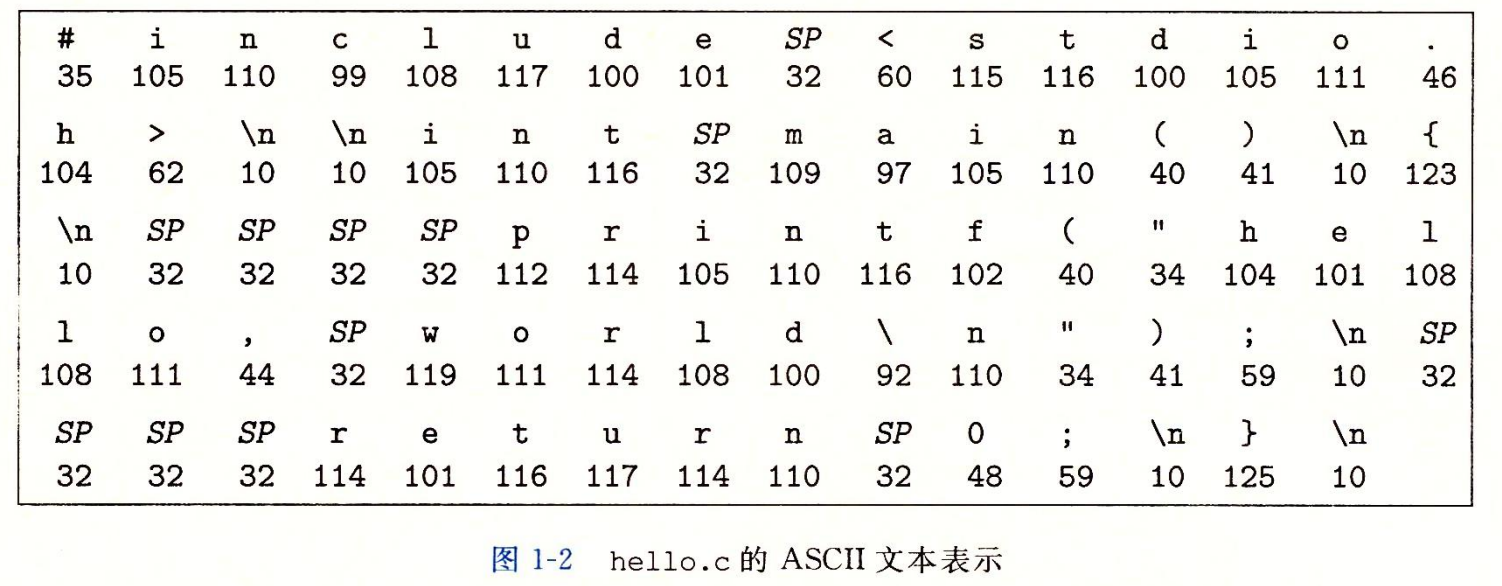 # i n c l u d e SP < s t d i o .
35 105 110 99 108 117 100 101 32 60 115 116 100 105 111 46
h > \n \n i n t SP m a i n ( ) \n {
104 62 10 10 105 110 116 32 109 97 105 110 40 41 10 123
\n SP SP SP SP p r i n t f ( " h e l
10 32 32 32 32 112 114 105 110 116 102 40 34 104 101 108
l o , SP w o r l d \ n " ) ; \n SP
108 111 44 32 119 111 114 108 100 92 110 34 41 59 10 32
SP SP SP r e t u r n SP 0 ; \n } \n
32 32 32 114 101 116 117 114 110 32 48 59 10 125 10
图 1-2 hello.c 的 ASCII 文本表示